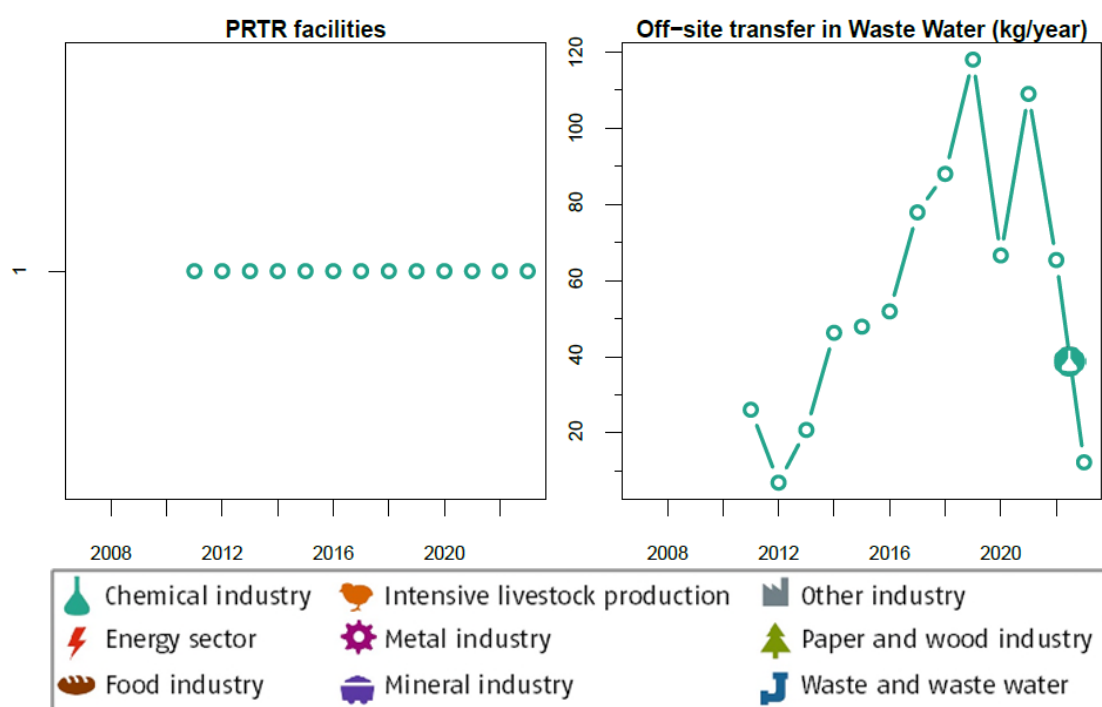 PRTR facilities
1
2008 2012 2016 2020
Off−site transfer in Waste Water (kg/year)
120
100
80
60
40
20
2008 2012 2016 2020
Chemical industry Intensive livestock production Other industry
Energy sector Metal industry Paper and wood industry
Food industry Mineral industry Waste and waste water